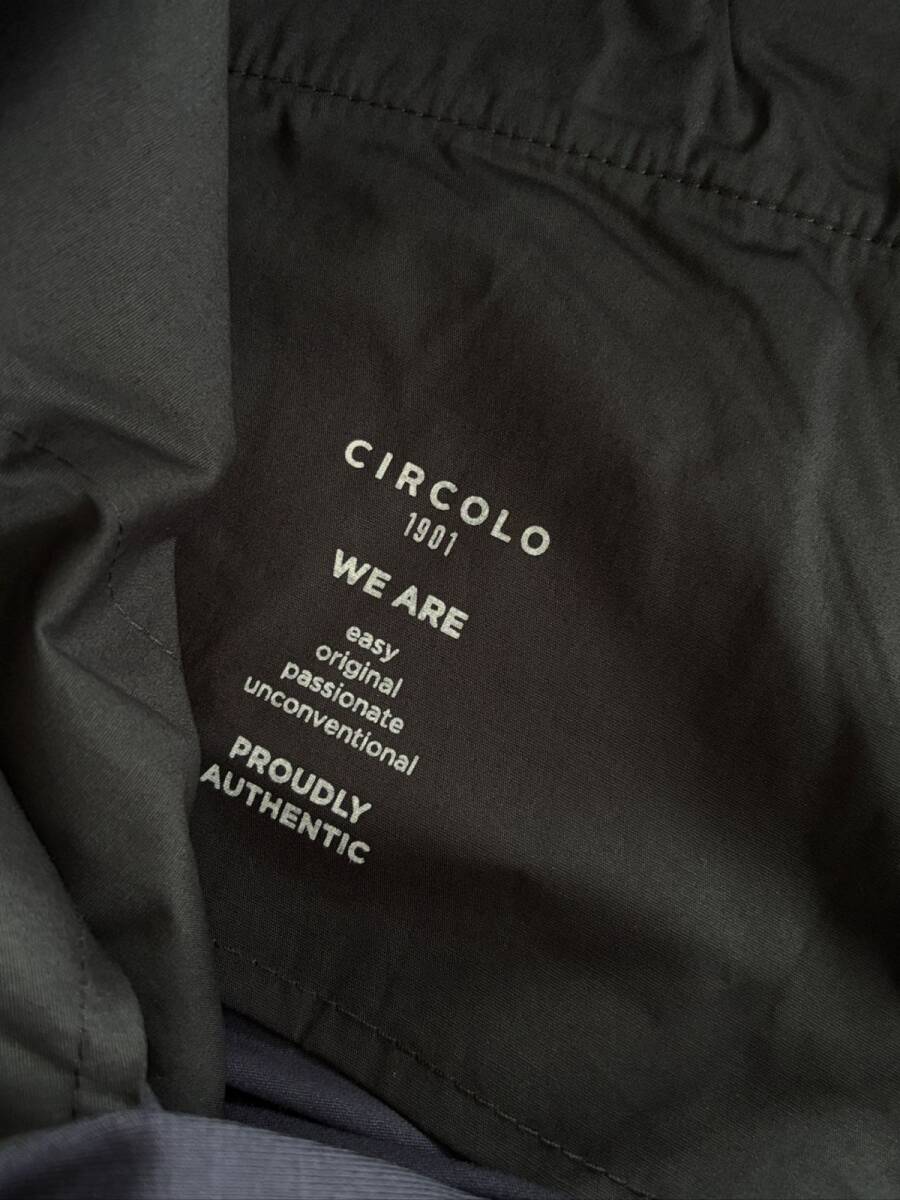 CIRCOLO
1901
WE ARE
easy
original
passionate
unconventional
PROUDLY
AUTHENTIC